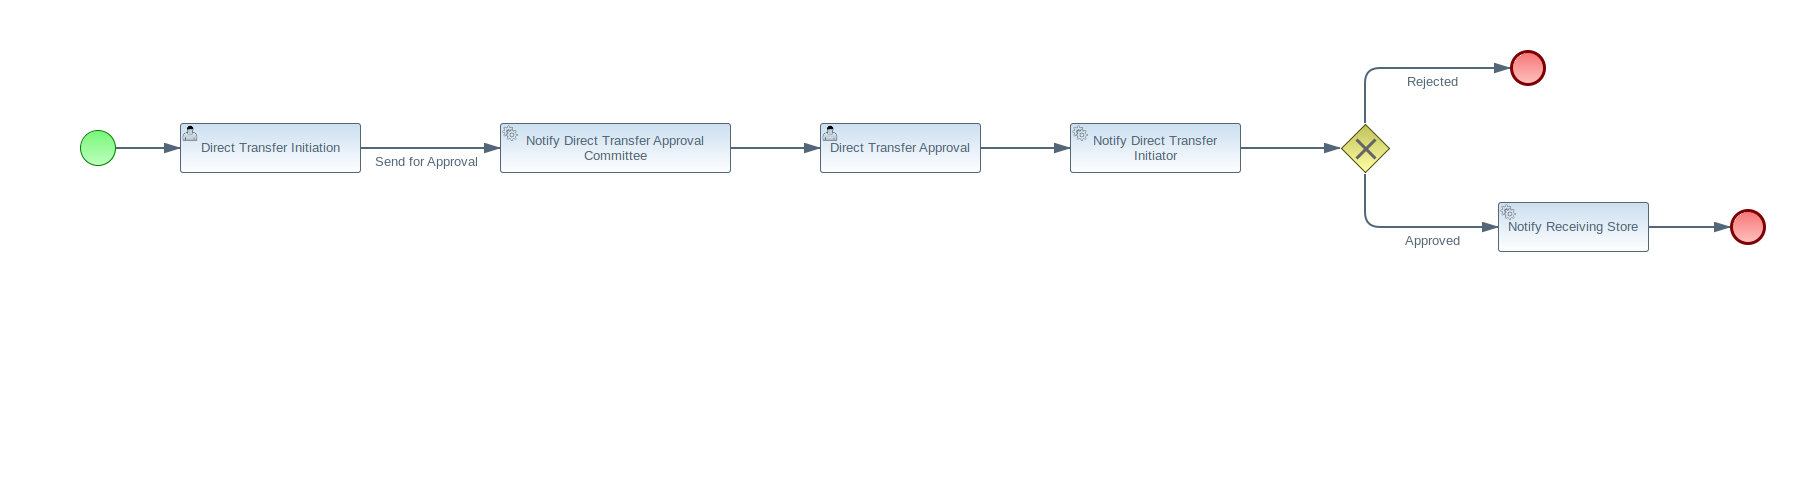 Direct Transfer Initiation
Send for Approval
Notify Direct Transfer Approval
Committee
Direct Transfer Approval
Notify Direct Transfer
Initiator
Rejected
Approved
Notify Receiving Store